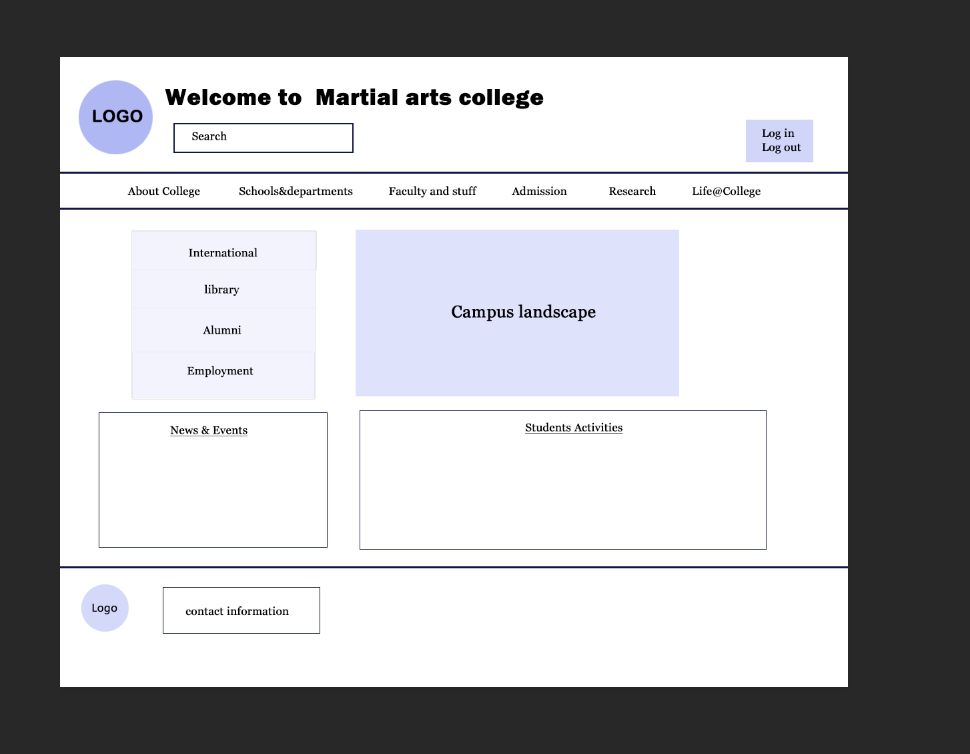 LOGO
Welcome to Martial arts college
Search
Log in
Log out
About College
Schools&departments
Faculty and stuff
Admission
Research
Life@College
International
library
Alumni
Employment
Campus landscape
News & Events
Students Activities
Logo
contact information